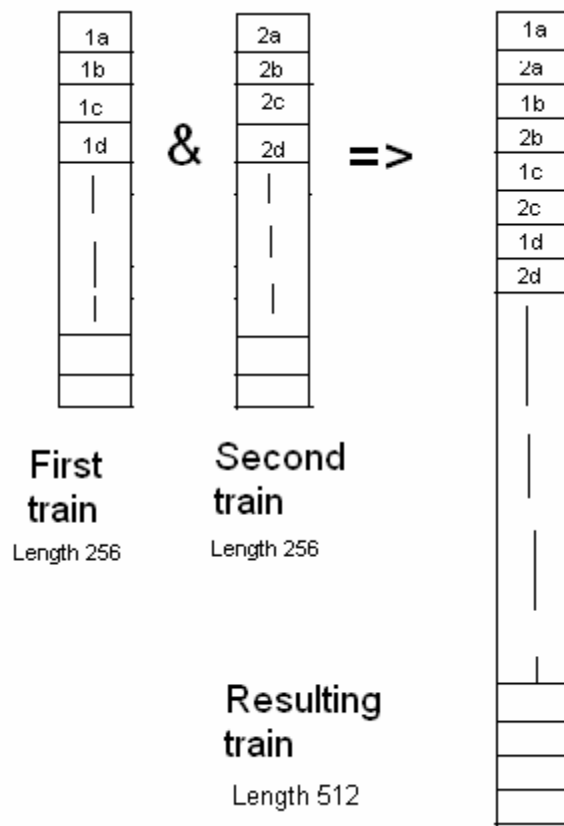 1a
1b
1c
1d
&
2a
2b
2c
2d
=>
1a
2a
1b
2b
1c
2c
1d
2d
First
train
Length 256
Second
train
Length 256
Resulting
train
Length 512